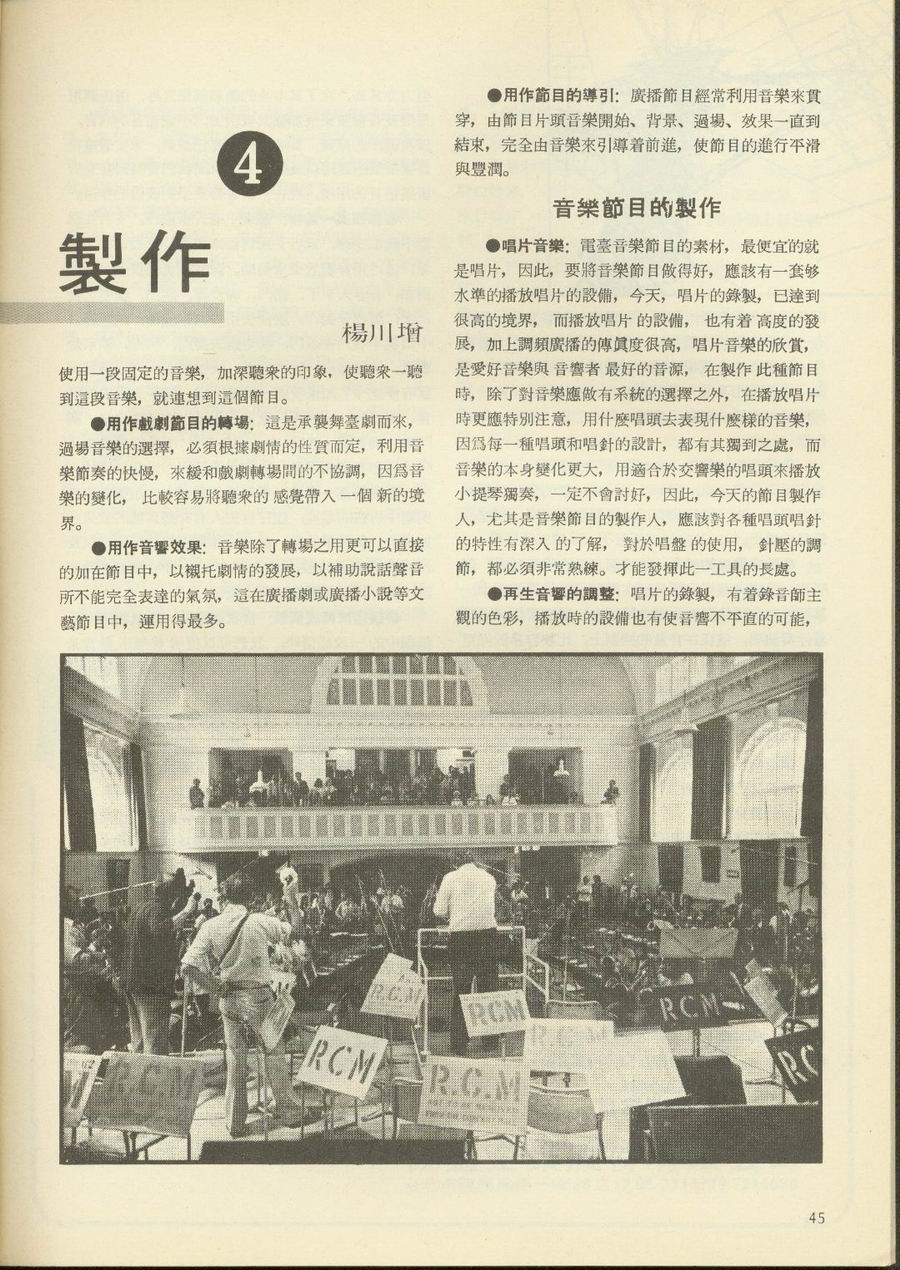 4
製作
楊川增
使用一段固定的音樂，加深聽衆的印象，使聽衆一聽
到這段音樂，就連想到這個節目。
●用作戲劇節目的轉場：這是承襲舞臺劇而來，
過場音樂的選擇，必須根據劇情的性質而定，利用音
樂節奏的快慢，來緩和戲劇轉場間的不協調，因爲音
樂的變化，比較容易將聽衆的感覺帶入一個新的境
界。
●用作音響效果：音樂除了轉場之用更可以直接
的加在節目中，以襯托劇情的發展，以補助說話聲音
所不能完全表達的氣氛，這在廣播劇或廣播小說等文
藝節目中，運用得最多。
●用作節目的導引：廣播節目經常利用音樂來貫
穿，由節目片頭音樂開始、背景、過場、效果一直到
結束，完全由音樂來引導着前進，使節目的進行平滑
與豐潤。
音樂節目的製作
●唱片音樂：電臺音樂節目的素材，最便宜的就
是唱片，因此，要將音樂節目做得好，應該有一套够
水準的播放唱片的設備，今天，唱片的錄製，已達到
很高的境界，而播放唱片的設備，也有着高度的發
展，加上調頻廣播的傳眞度很高，唱片音樂的欣賞，
是愛好音樂與音響者最好的音源，在製作此種節目
時，除了對音樂應做有系統的選擇之外，在播放唱片
時更應特別注意，用什麼唱頭去表現什麼樣的音樂，
因爲每一種唱頭和唱針的設計，都有其獨到之處，而
音樂的本身變化更大，用適合於交響樂的唱頭來播放
小提琴獨奏，一定不會討好，因此，今天的節目製作
人，尤其是音樂節目的製作人，應該對各種唱頭唱針
的特性有深入的了解，對於唱盤的使用，針壓的調
節，都必須非常熟練。才能發揮此一工具的長處。
●再生音響的調整：唱片的錄製，有着錄音師主
觀的色彩，播放時的設備也有使音響不平直的可能，
R.C.M
RCM
R.C.M
RCM
RCM
RC
M
R.C.M
R.C.M
45